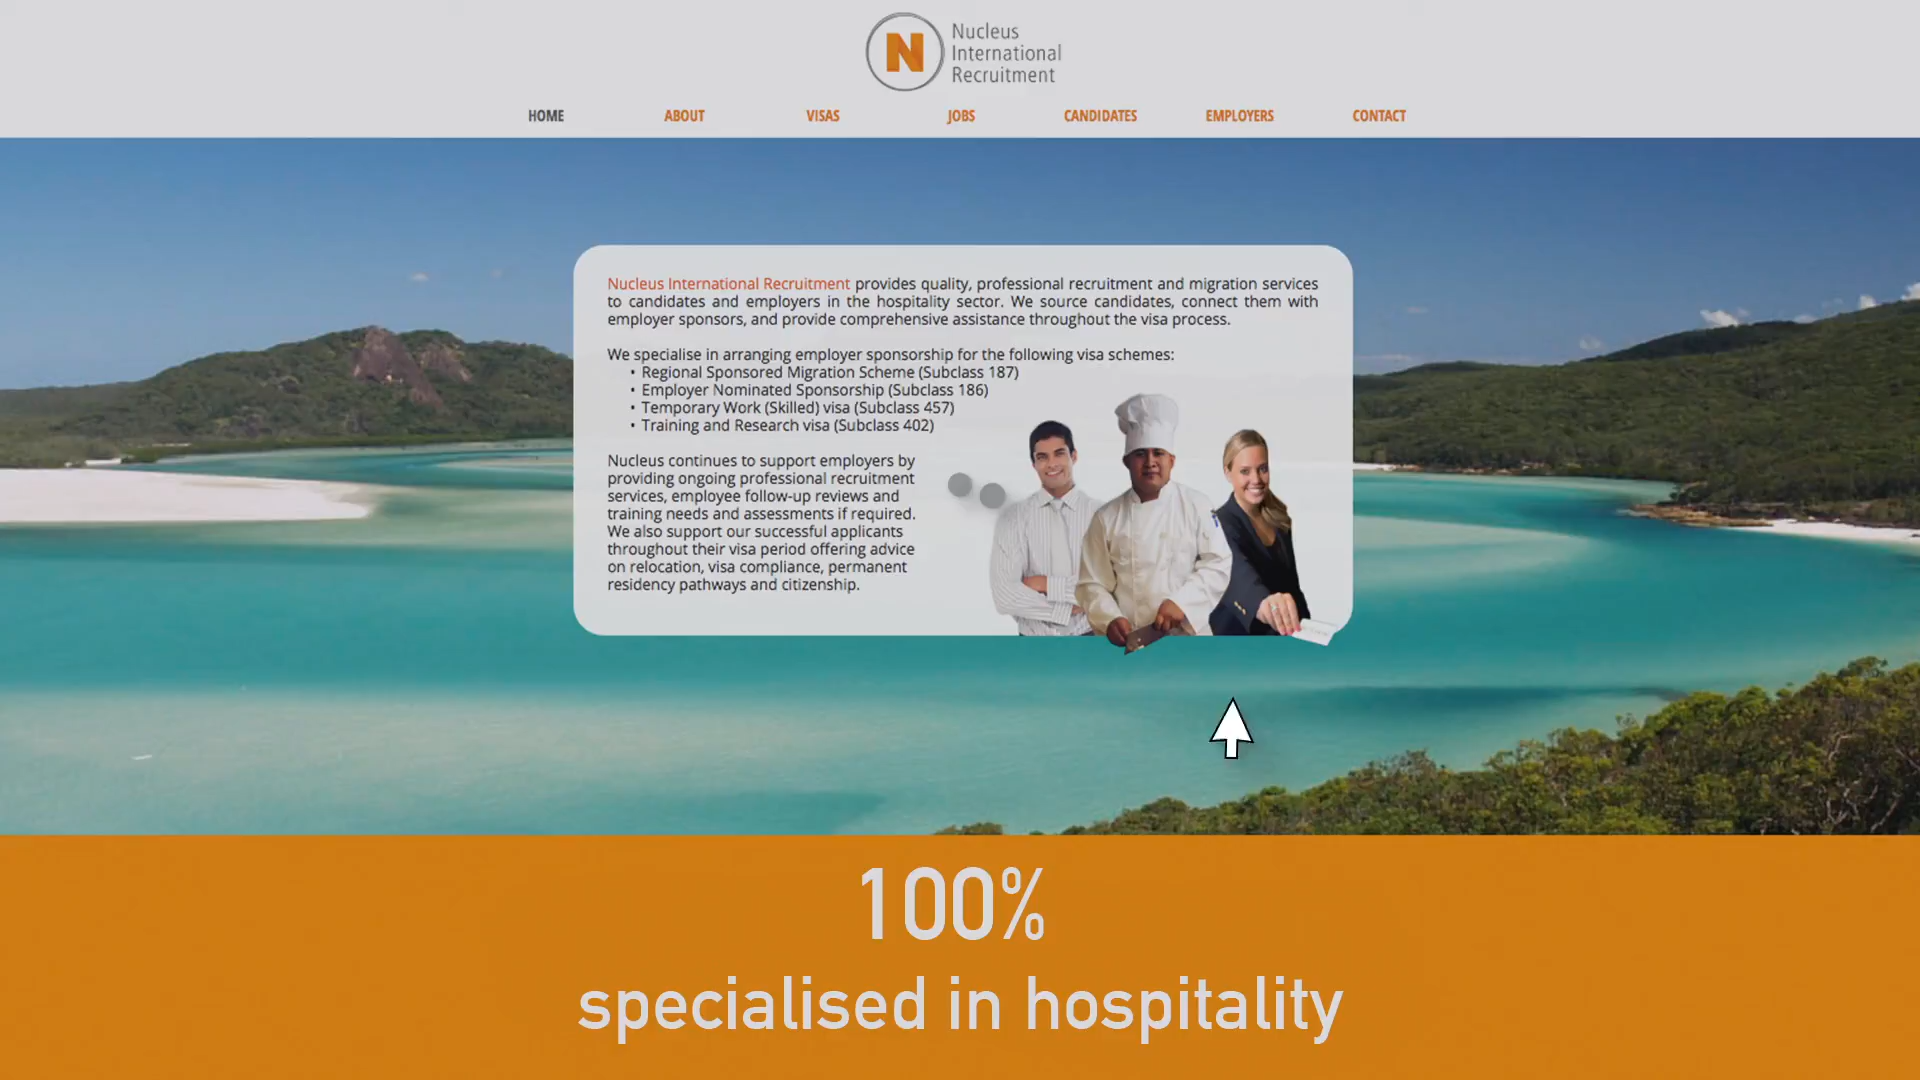 Nucleus
International
Recruitment
HOME ABOUT VISAS JOBS CANDIDATES EMPLOYERS CONTACT
Nucleus International Recruitment provides quality, professional recruitment and migration services
to candidates and employers in the hospitality sector. We source candidates, connect them with
employer sponsors, and provide comprehensive assistance throughout the visa process.
We specialise in arranging employer sponsorship for the following visa schemes:
• Regional Sponsored Migration Scheme (Subclass 187)
• Employer Nominated Sponsorship (Subclass 186)
• Temporary Work (Skilled) visa (Subclass 457)
• Training and Research visa (Subclass 402)
Nucleus continues to support employers by
providing ongoing professional recruitment
services, employee follow-up reviews and
training needs and assessments if required.
We also support our successful applicants
throughout their visa period offering advice
on relocation, visa compliance, permanent
residency pathways and citizenship.
100%
specialised in hospitality